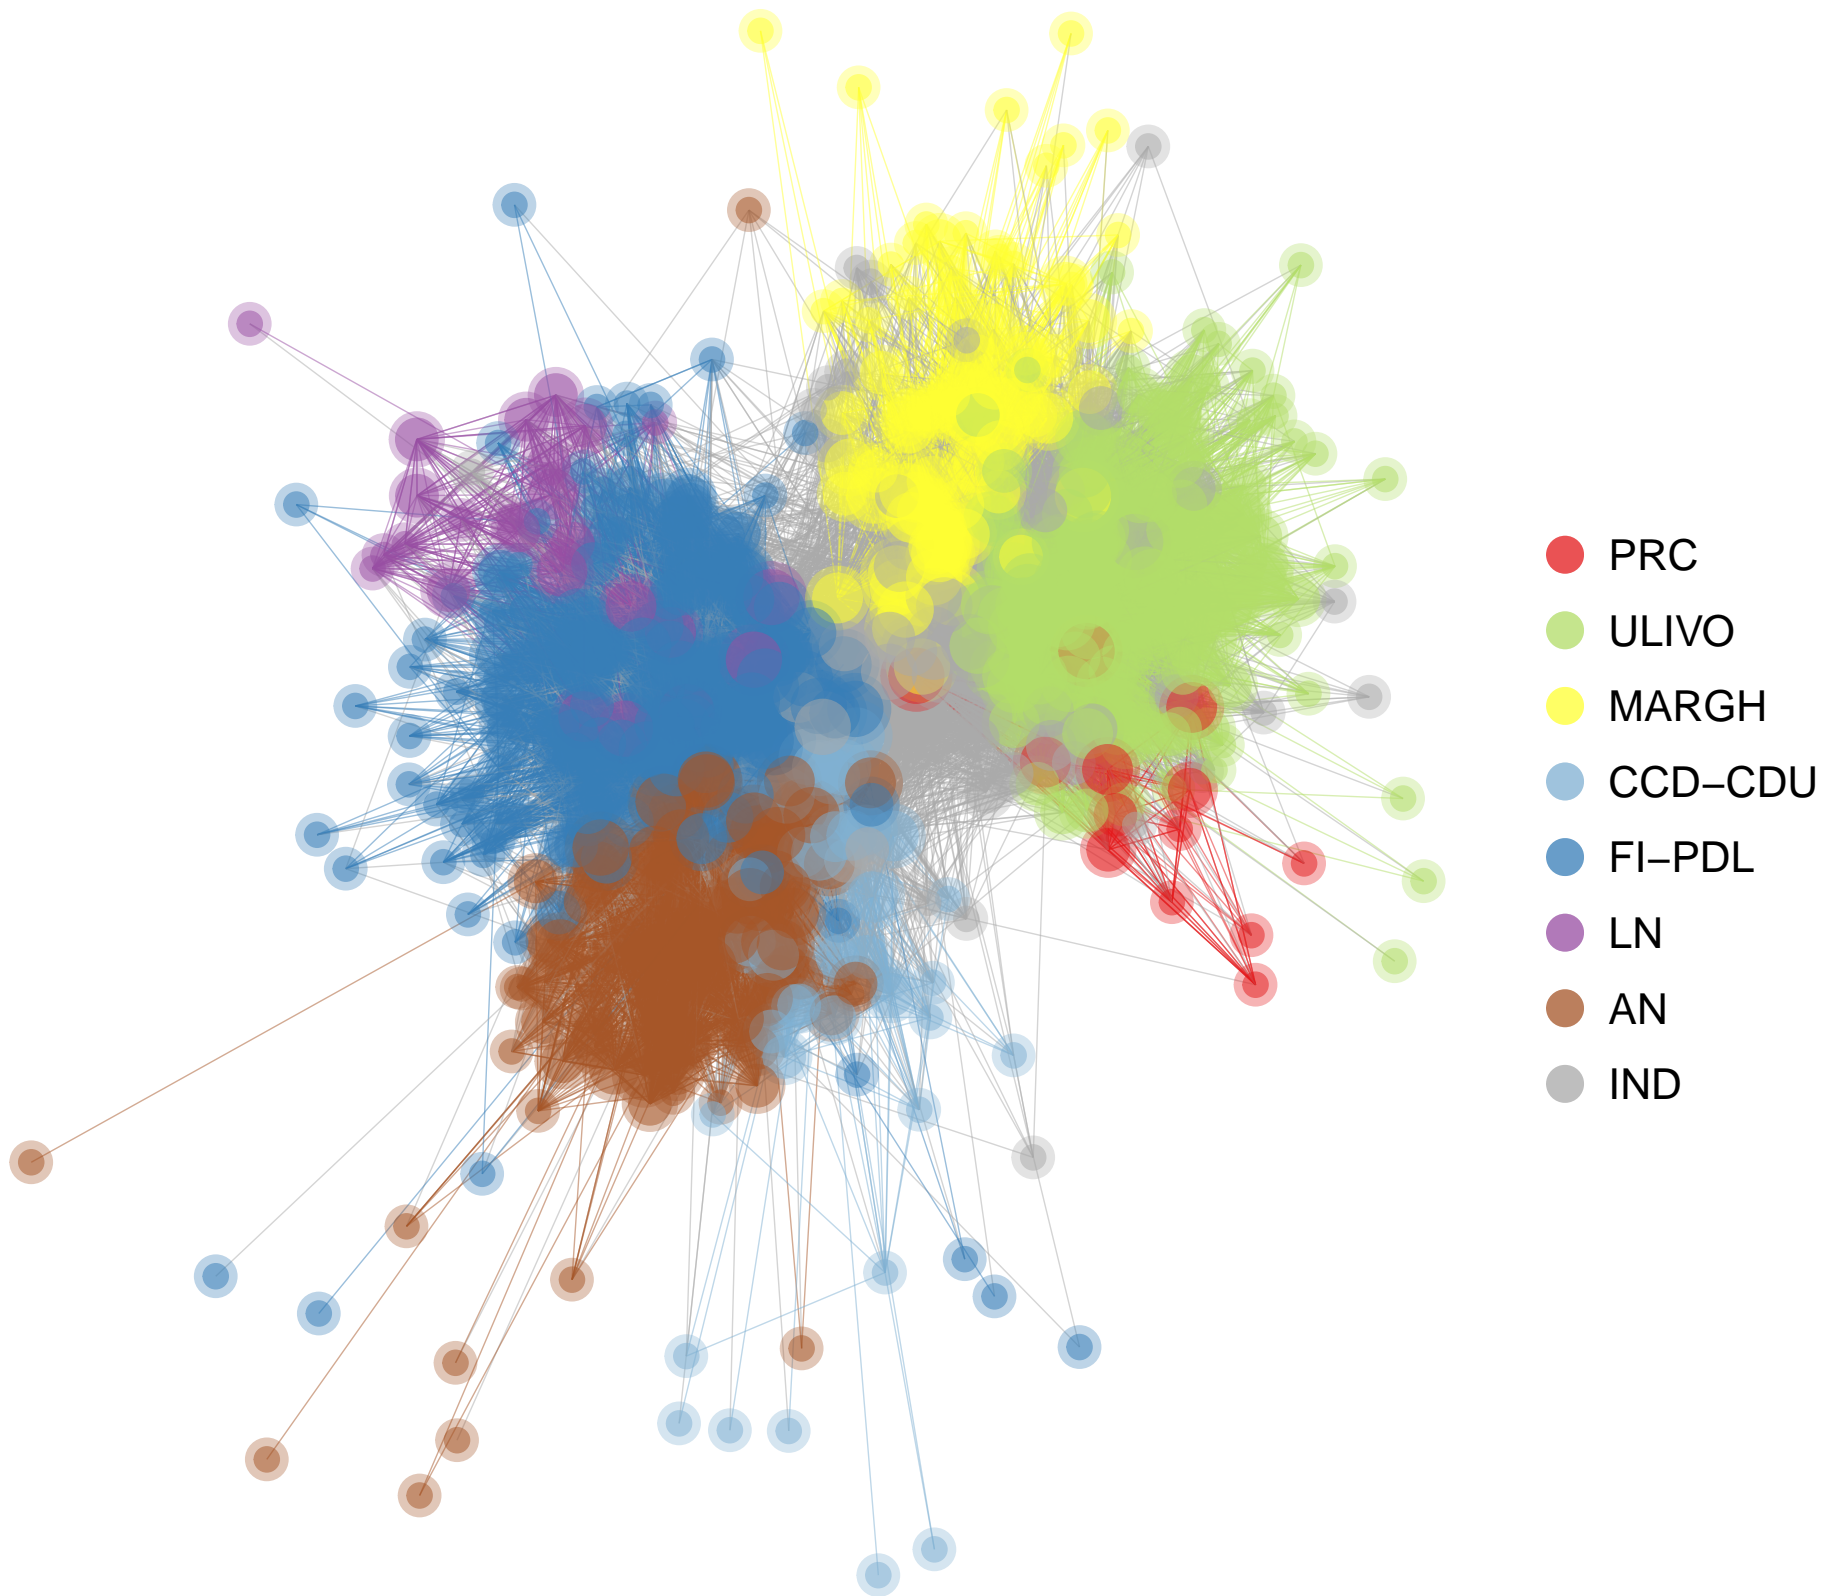 PRC
ULIVO
MARGH
CCD−CDU
FI−PDL
LN
AN
IND